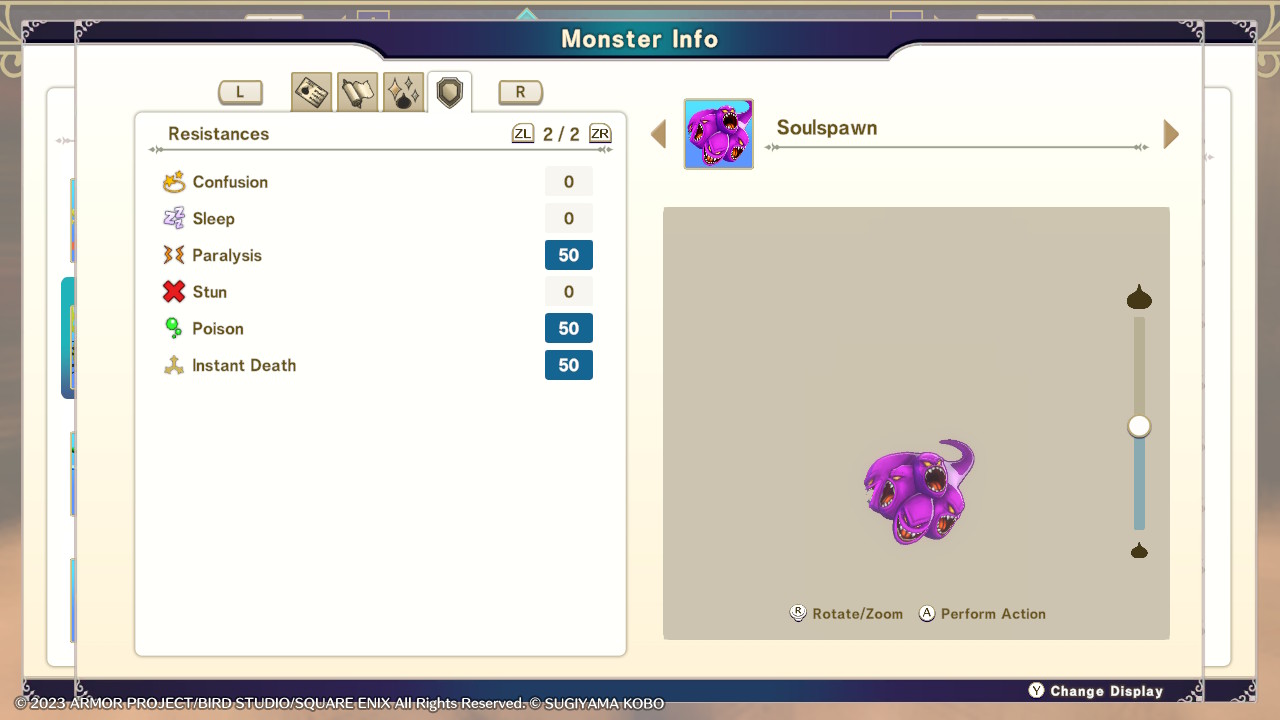 Monster Info
L
R
Resistances
ZL 2 / 2 ZR
Confusion 0
Sleep 0
Paralysis 50
Stun 0
Poison 50
Instant Death 50
Soulspawn
R Rotate/Zoom A Perform Action
Y Change Display
© 2023 ARMOR PROJECT/BIRD STUDIO/SQUARE ENIX All Rights Reserved. © SUGIYAMA KOBO